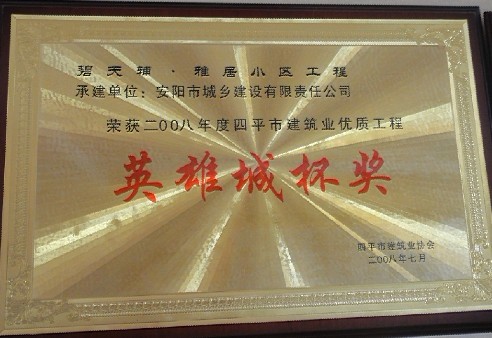 碧天铺·雅居小区工程
承建单位：安阳市城乡建设有限责任公司
荣获二00八年度四平市建筑业优质工程
英雄城杯奖
四平市建筑业协会
二00八年七月